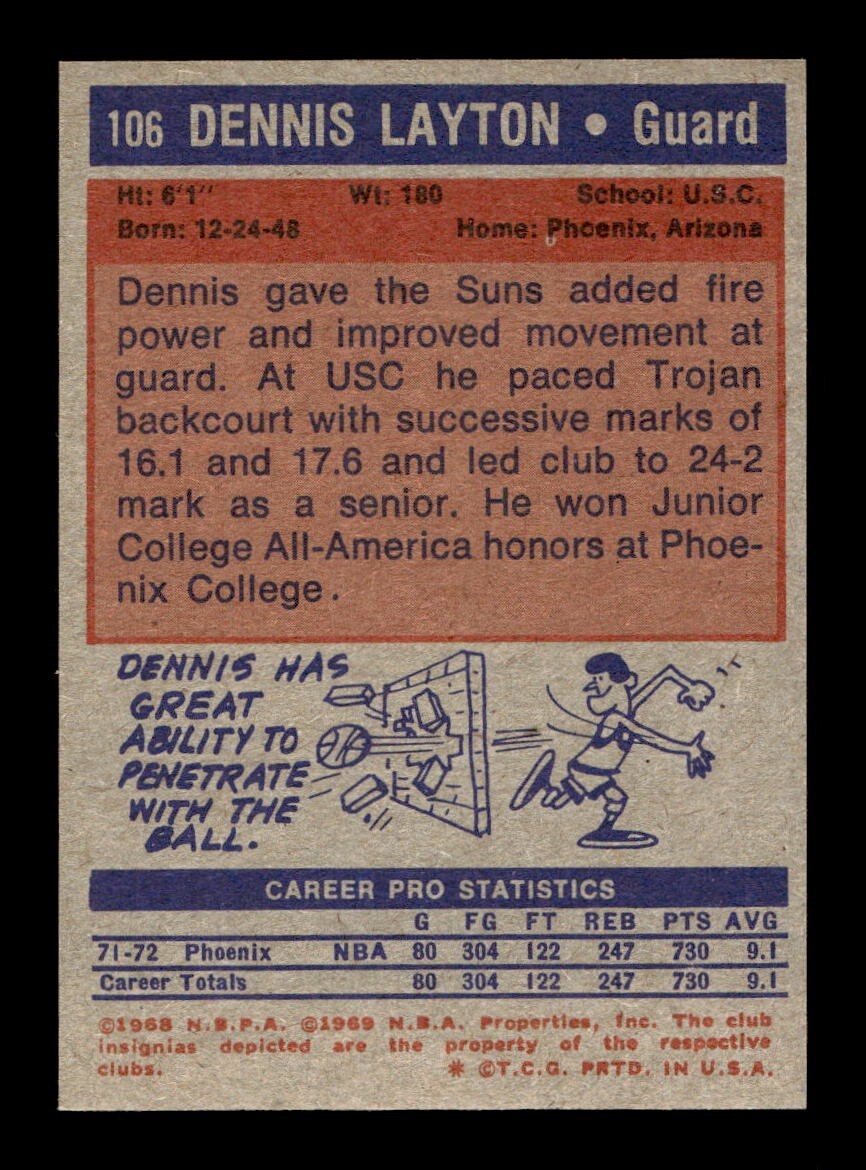 106 DENNIS LAYTON • Guard
Ht: 6'1" Wt: 180 School: U.S.C.
Born: 12-24-48 Home: Phoenix, Arizona
Dennis gave the Suns added fire
power and improved movement at
guard. At USC he paced Trojan
backcourt with successive marks of
16.1 and 17.6 and led club to 24-2
mark as a senior. He won Junior
College All-America honors at Phoe-
nix College.
DENNIS HAS
GREAT
ABILITY TO
PENETRATE
WITH THE
BALL.
CAREER PRO STATISTICS
G FG FT REB PTS AVG
71-72 Phoenix NBA 80 304 122 247 730 9.1
Career Totals 80 304 122 247 730 9.1
©1968 N.B.P.A. ©1969 N.B.A. Properties, Inc. The club
insignias depicted are the property of the respective
clubs. * ©T.C.G. PRTD. IN U.S.A.